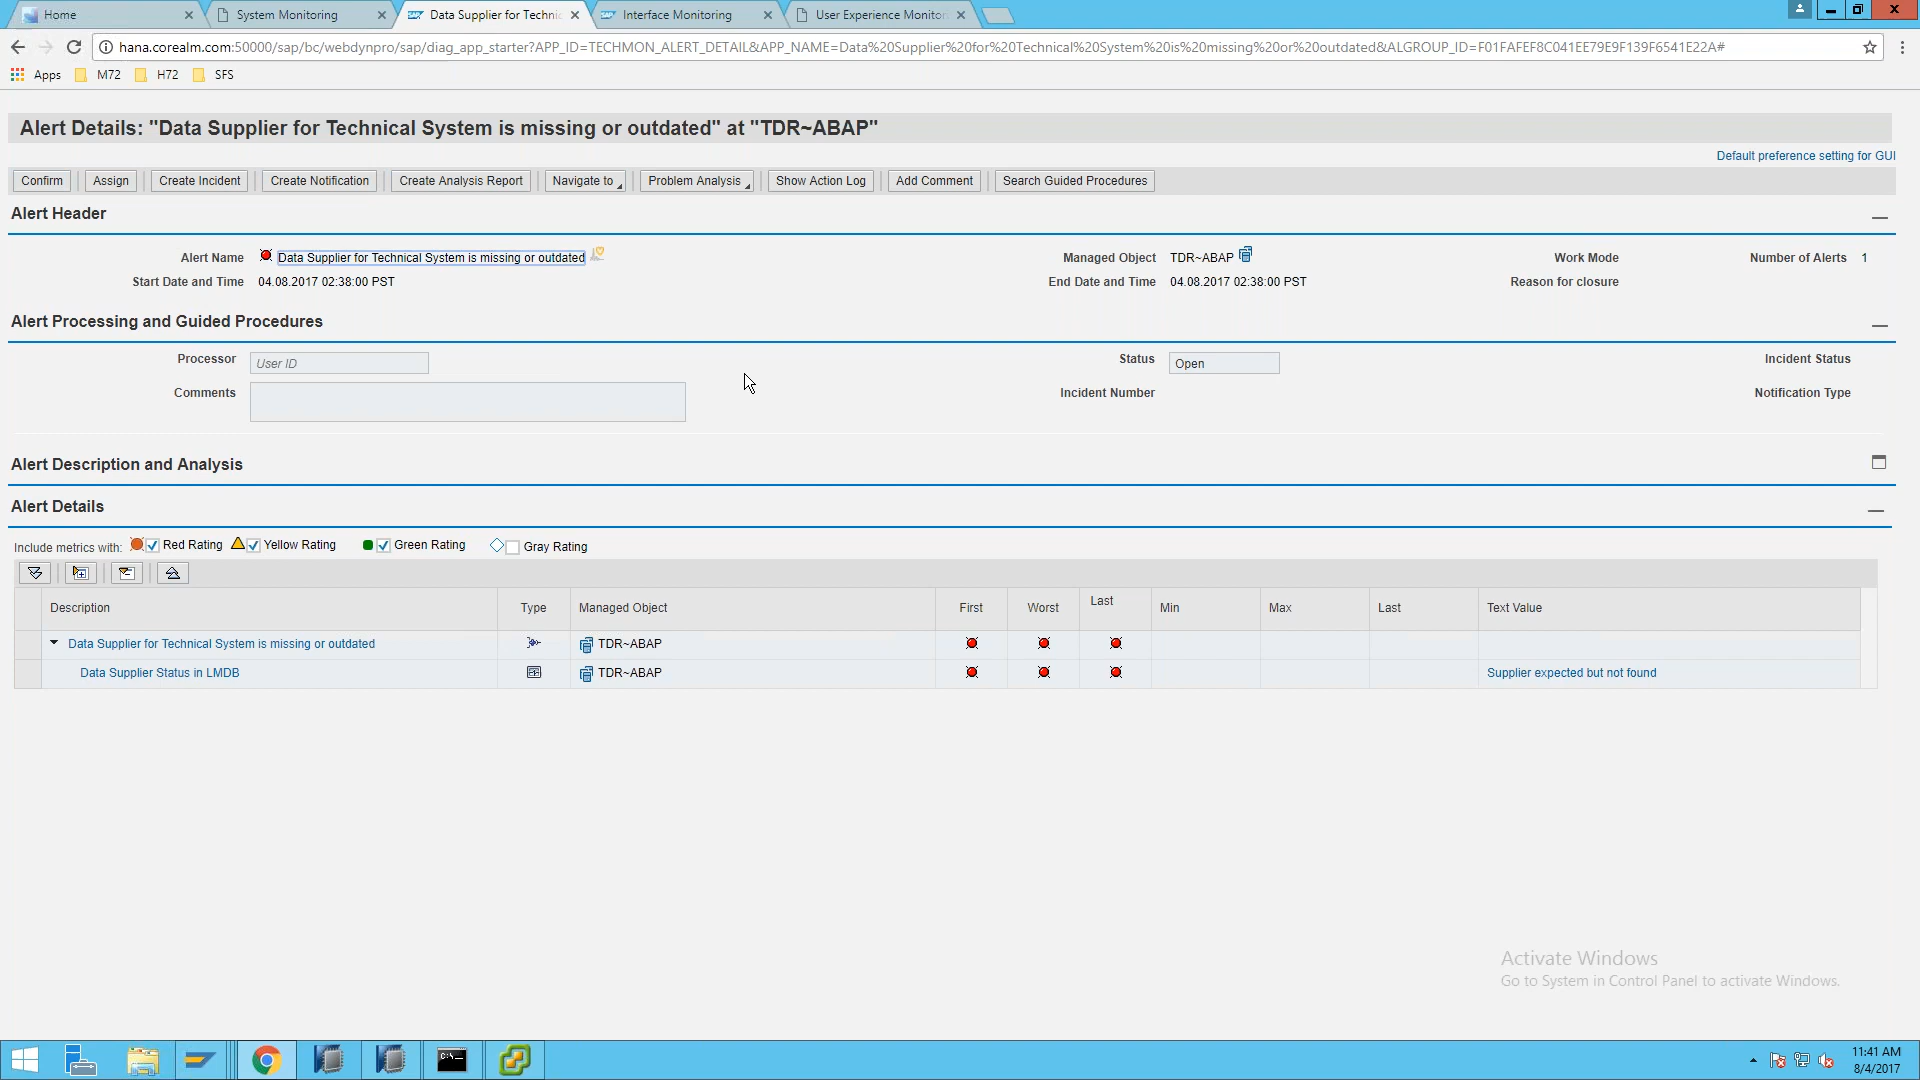 Home
System Monitoring
Data Supplier for Technic
Interface Monitoring
User Experience Monitor
hana.corealm.com:50000/sap/bc/webdynpro/sap/diag_app_starter?APP_ID=TECHMON_ALERT_DETAIL&APP_NAME=Data%20Supplier%20for%20Technical%20System%20is%20missing%20or%20outdated&ALGROUP_ID=F01FAFEF8C041EE79E9F139F6541E22A#
Apps M72 H72 SFS
Alert Details: "Data Supplier for Technical System is missing or outdated" at "TDR~ABAP"
Default preference setting for GUI
Confirm Assign Create Incident Create Notification Create Analysis Report Navigate to Problem Analysis Show Action Log Add Comment Search Guided Procedures
Alert Header
Alert Name Data Supplier for Technical System is missing or outdated Managed Object TDR~ABAP Work Mode Number of Alerts 1
Start Date and Time 04.08.2017 02:38:00 PST End Date and Time 04.08.2017 02:38:00 PST Reason for closure
Alert Processing and Guided Procedures
Processor User ID Status Open Incident Status
Comments Incident Number Notification Type
Alert Description and Analysis
Alert Details
Include metrics with: Red Rating Yellow Rating Green Rating Gray Rating
Description Type Managed Object First Worst Last Min Max Last Text Value
Data Supplier for Technical System is missing or outdated TDR~ABAP
Data Supplier Status in LMDB TDR~ABAP Supplier expected but not found
Activate Windows
Go to System in Control Panel to activate Windows.
C:\
11:41 AM
8/4/2017